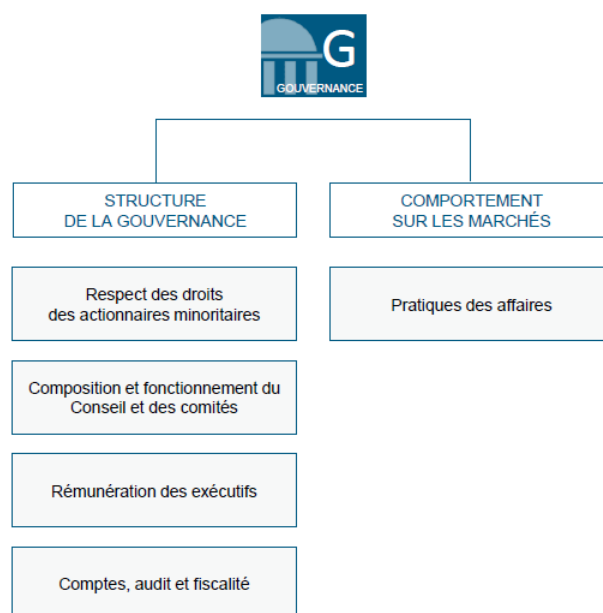 G
GOUVERNANCE
STRUCTURE
DE LA GOUVERNANCE
COMPORTEMENT
SUR LES MARCHÉS
Respect des droits
des actionnaires minoritaires
Pratiques des affaires
Composition et fonctionnement du
Conseil et des comités
Rémunération des exécutifs
Comptes, audit et fiscalité